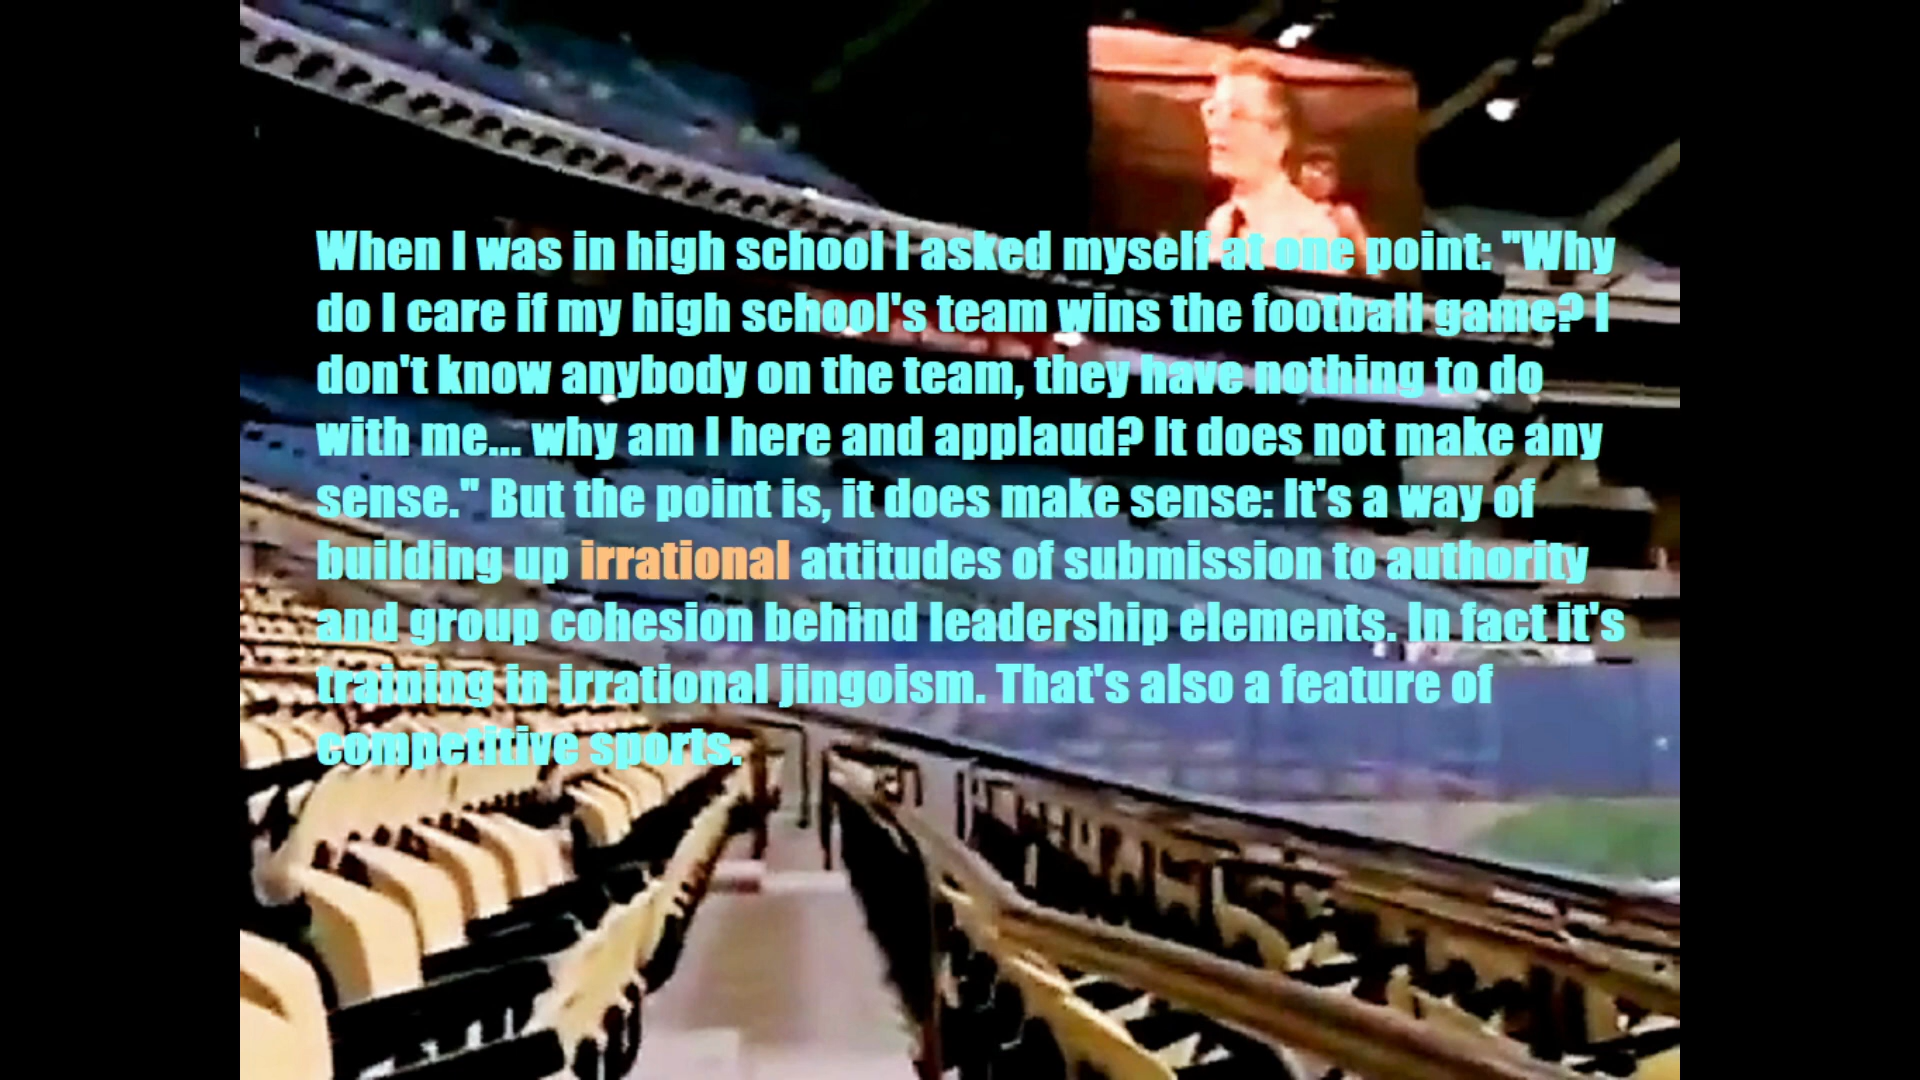 When I was in high school I asked myself at one point: "Why
do I care if my high school's team wins the football game? I
don't know anybody on the team, they have nothing to do
with me... why am I here and applaud? It does not make any
sense." But the point is, it does make sense: It's a way of
building up irrational attitudes of submission to authority
and group cohesion behind leadership elements. In fact it's
training in irrational jingoism. That's also a feature of
competitive sports.